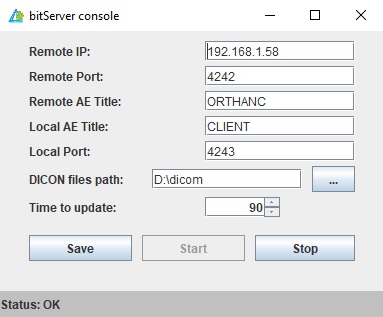 bitServer console
Remote IP: 192.168.1.58
Remote Port: 4242
Remote AE Title: ORTHANC
Local AE Title: CLIENT
Local Port: 4243
DICON files path: D:\dicom ...
Time to update: 90
Save Start Stop
Status: OK